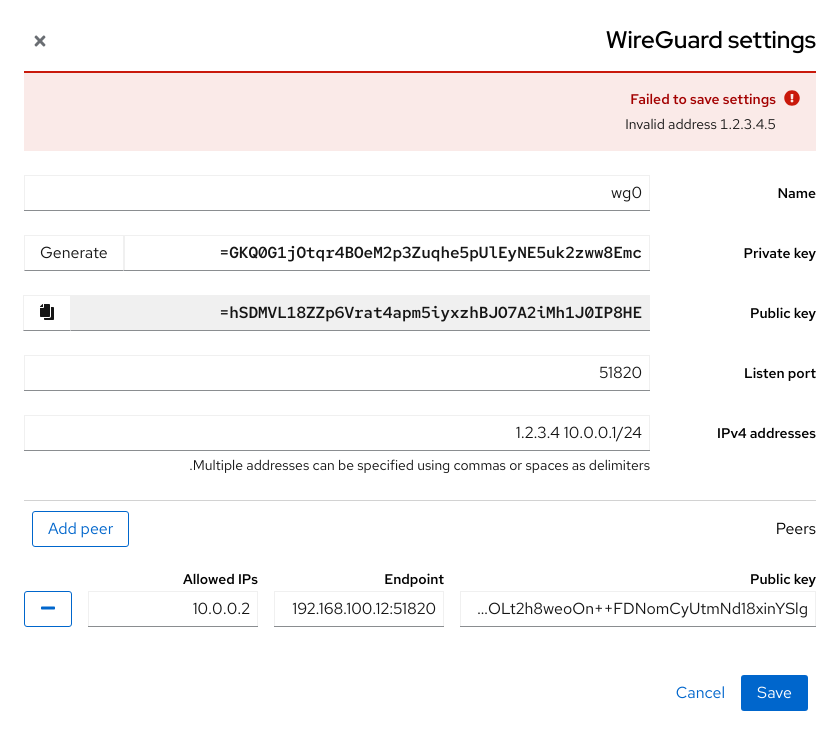 WireGuard settings
Failed to save settings
Invalid address 1.2.3.4.5
Name
wg0
Private key
=GKQ0G1jOtqr4BOeM2p3Zuqhe5pUlEyNE5uk2zww8Emc
Generate
Public key
=hSDMVL18ZZp6Vrat4apm5iyxzhBJO7A2iMh1J0IP8HE
Listen port
51820
IPv4 addresses
1.2.3.4 10.0.0.1/24
.Multiple addresses can be specified using commas or spaces as delimiters
Peers
Add peer
Public key
Endpoint
Allowed IPs
...OLt2h8weoOn++FDNomCyUtmNd18xinYSlg
192.168.100.12:51820
10.0.0.2
Save
Cancel